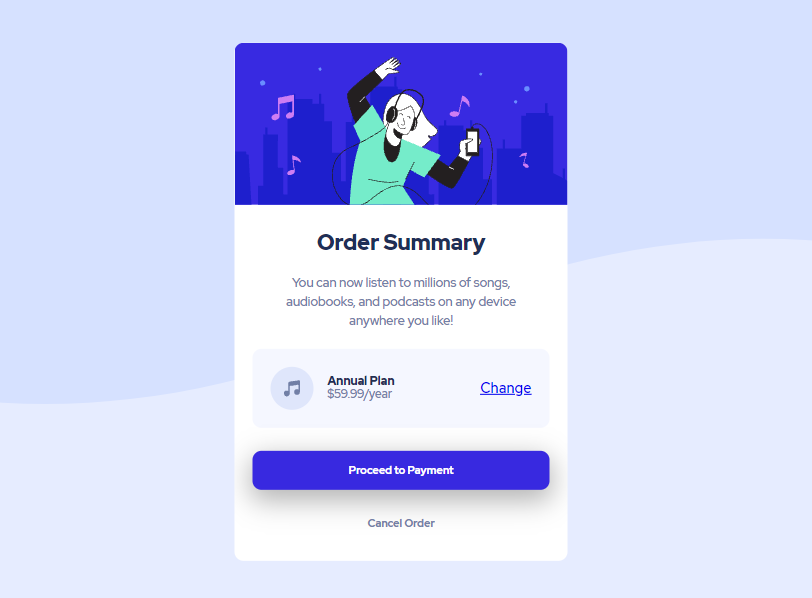 Order Summary
You can now listen to millions of songs,
audiobooks, and podcasts on any device
anywhere you like!
Annual Plan
$59.99/year
Change
Proceed to Payment
Cancel Order